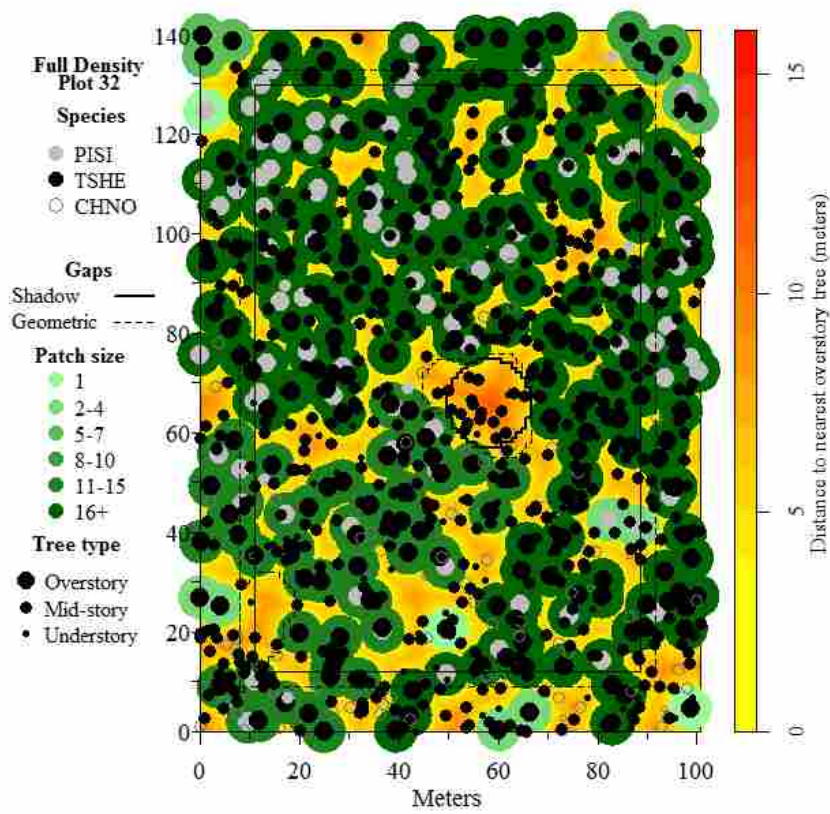 Full Density
Plot 32
Species
PISI
TSHE
CHNO
Gaps
Shadow
Geometric
Patch size
1
2-4
5-7
8-10
11-15
16+
Tree type
Overstory
Mid-story
Understory
140
120
100
80
60
40
20
0
0 20 40 60 80 100
Meters
15
10
5
0
Distance to nearest overstory tree (meters)